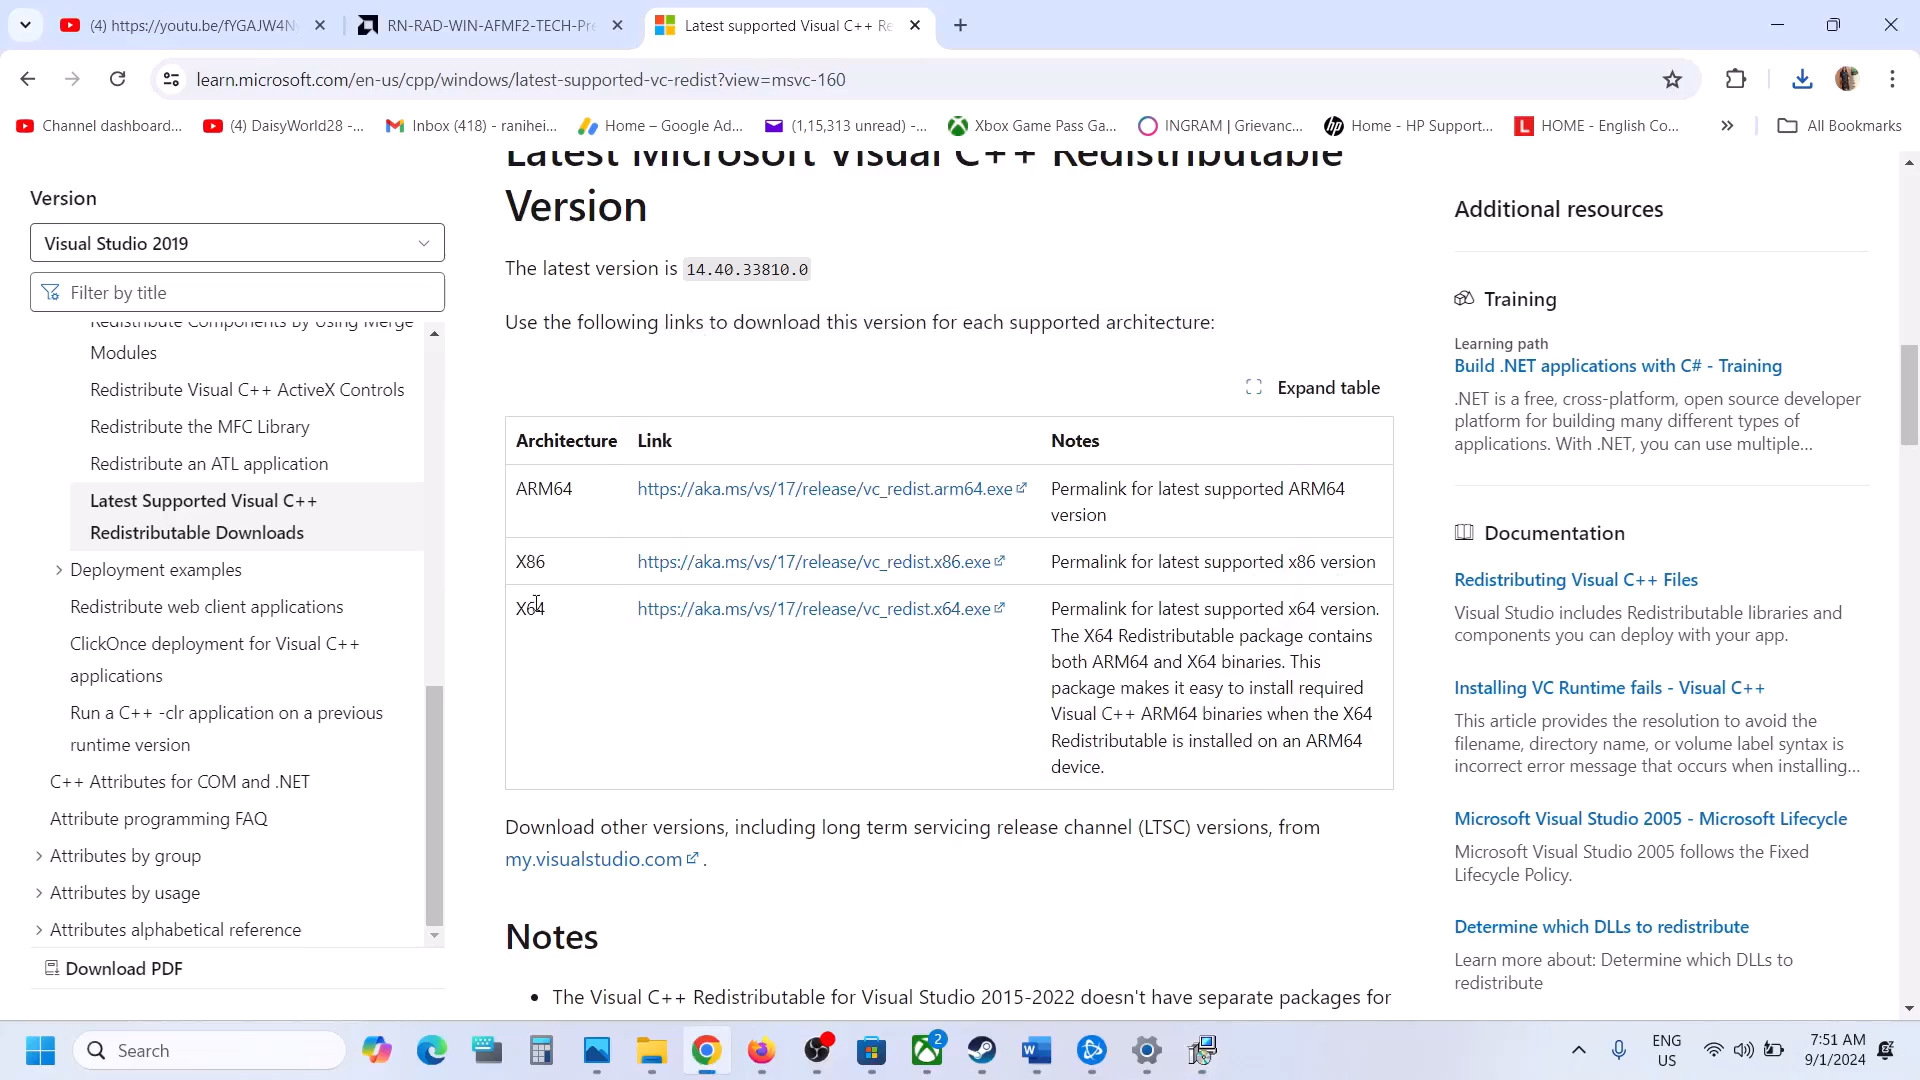 (4) https://youtu.be/fYGAJW4N
RN-RAD-WIN-AFMF2-TECH-Pre
Latest supported Visual C++ Re
learn.microsoft.com/en-us/cpp/windows/latest-supported-vc-redist?view=msvc-160
Channel dashboard...
(4) DaisyWorld28 -...
Inbox (418) - ranihei...
Home – Google Ad...
(1,15,313 unread) -...
Xbox Game Pass Ga...
INGRAM | Grievanc...
Home - HP Support...
HOME - English Co...
All Bookmarks
Version
Visual Studio 2019
Filter by title
Redistribute Components By Using Merge
Modules
Redistribute Visual C++ ActiveX Controls
Redistribute the MFC Library
Redistribute an ATL application
Latest Supported Visual C++
Redistributable Downloads
Deployment examples
Redistribute web client applications
ClickOnce deployment for Visual C++
applications
Run a C++ -clr application on a previous
runtime version
C++ Attributes for COM and .NET
Attribute programming FAQ
Attributes by group
Attributes by usage
Attributes alphabetical reference
Download PDF
Latest Microsoft Visual C++ Redistributable
Version
The latest version is 14.40.33810.0
Use the following links to download this version for each supported architecture:
Expand table
Architecture Link Notes
ARM64 https://aka.ms/vs/17/release/vc_redist.arm64.exe Permalink for latest supported ARM64
version
X86 https://aka.ms/vs/17/release/vc_redist.x86.exe Permalink for latest supported x86 version
X64 https://aka.ms/vs/17/release/vc_redist.x64.exe Permalink for latest supported x64 version.
The X64 Redistributable package contains
both ARM64 and X64 binaries. This
package makes it easy to install required
Visual C++ ARM64 binaries when the X64
Redistributable is installed on an ARM64
device.
Download other versions, including long term servicing release channel (LTSC) versions, from
my.visualstudio.com .
Notes
• The Visual C++ Redistributable for Visual Studio 2015-2022 doesn't have separate packages for
Additional resources
Training
Learning path
Build .NET applications with C# - Training
.NET is a free, cross-platform, open source developer
platform for building many different types of
applications. With .NET, you can use multiple...
Documentation
Redistributing Visual C++ Files
Visual Studio includes Redistributable libraries and
components you can deploy with your app.
Installing VC Runtime fails - Visual C++
This article provides the resolution to avoid the
filename, directory name, or volume label syntax is
incorrect error message that occurs when installing...
Microsoft Visual Studio 2005 - Microsoft Lifecycle
Microsoft Visual Studio 2005 follows the Fixed
Lifecycle Policy.
Determine which DLLs to redistribute
Learn more about: Determine which DLLs to
redistribute
Search
2
ENG
US
7:51 AM
9/1/2024